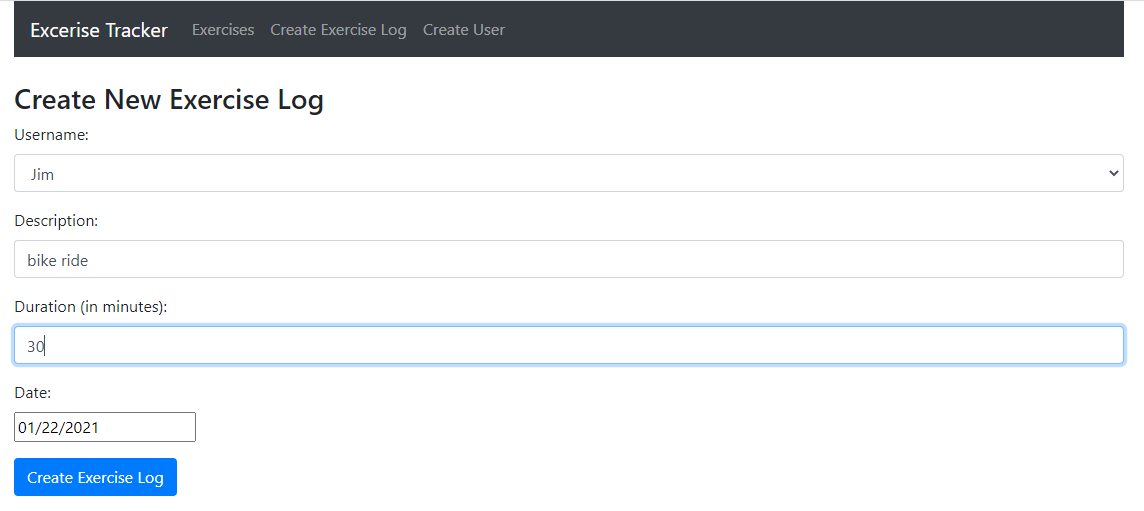 Excerise Tracker Exercises Create Exercise Log Create User
Create New Exercise Log
Username:
Jim
Description:
bike ride
Duration (in minutes):
30
Date:
01/22/2021
Create Exercise Log